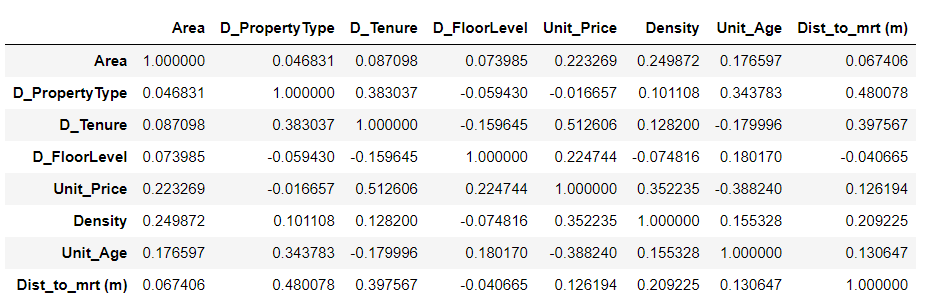 Area D_PropertyType D_Tenure D_FloorLevel Unit_Price Density Unit_Age Dist_to_mrt (m)
Area 1.000000 0.046831 0.087098 0.073985 0.223269 0.249872 0.176597 0.067406
D_PropertyType 0.046831 1.000000 0.383037 -0.059430 -0.016657 0.101108 0.343783 0.480078
D_Tenure 0.087098 0.383037 1.000000 -0.159645 0.512606 0.128200 -0.179996 0.397567
D_FloorLevel 0.073985 -0.059430 -0.159645 1.000000 0.224744 -0.074816 0.180170 -0.040665
Unit_Price 0.223269 -0.016657 0.512606 0.224744 1.000000 0.352235 -0.388240 0.126194
Density 0.249872 0.101108 0.128200 -0.074816 0.352235 1.000000 0.155328 0.209225
Unit_Age 0.176597 0.343783 -0.179996 0.180170 -0.388240 0.155328 1.000000 0.130647
Dist_to_mrt (m) 0.067406 0.480078 0.397567 -0.040665 0.126194 0.209225 0.130647 1.000000